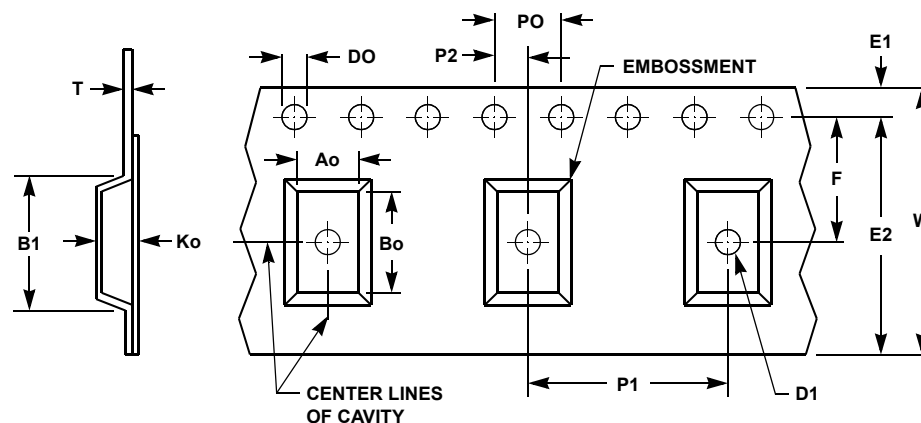 PO
E1
DO
P2
T
EMBOSSMENT
Ao
F
B1
Ko
Bo
E2
W
P1
CENTER LINES
OF CAVITY
D1